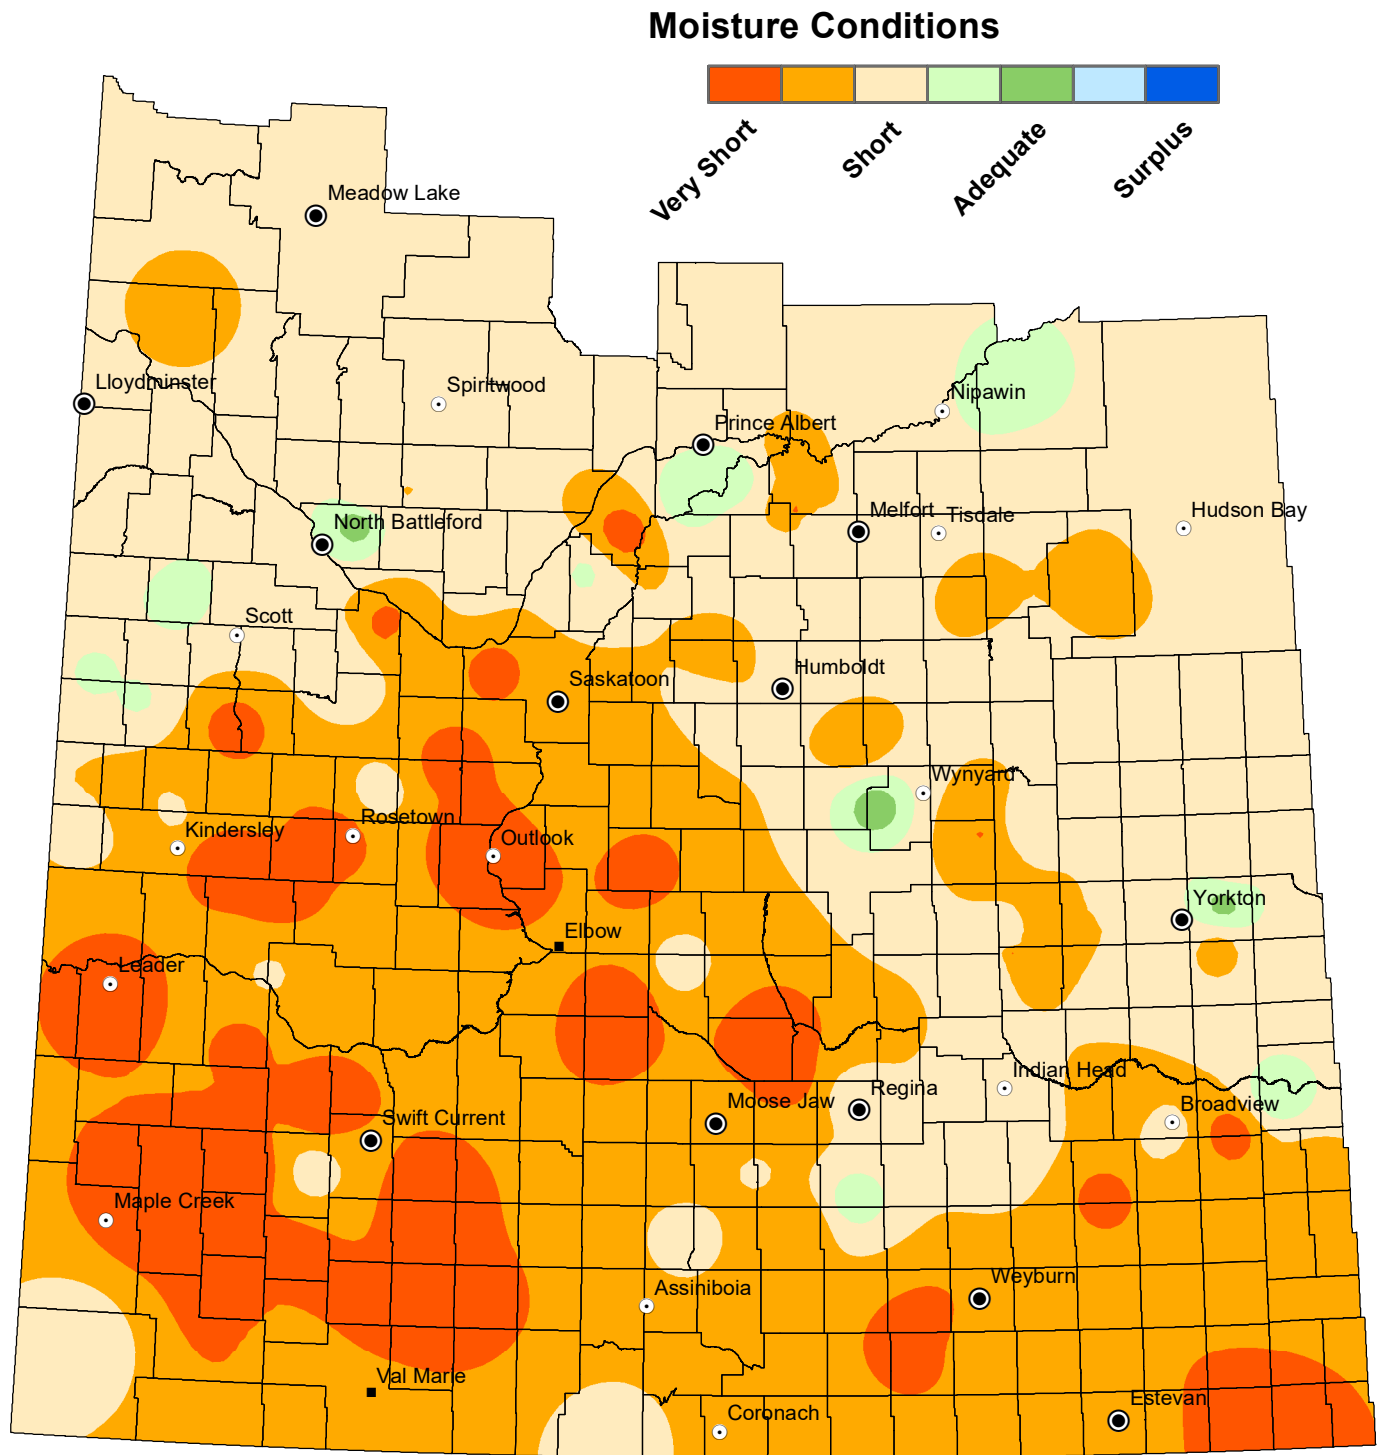 Moisture Conditions
Very Short
Short
Adequate
Surplus
Meadow Lake
Lloydminster
Spiritwood
Nipawin
Prince Albert
Hudson Bay
Melfort
Tisdale
North Battleford
Scott
Humboldt
Saskatoon
Wynyard
Rosetown
Kindersley
Outlook
Yorkton
Elbow
Leader
Indian Head
Regina
Moose Jaw
Broadview
Swift Current
Maple Creek
Weyburn
Assiniboia
Val Marie
Estevan
Coronach